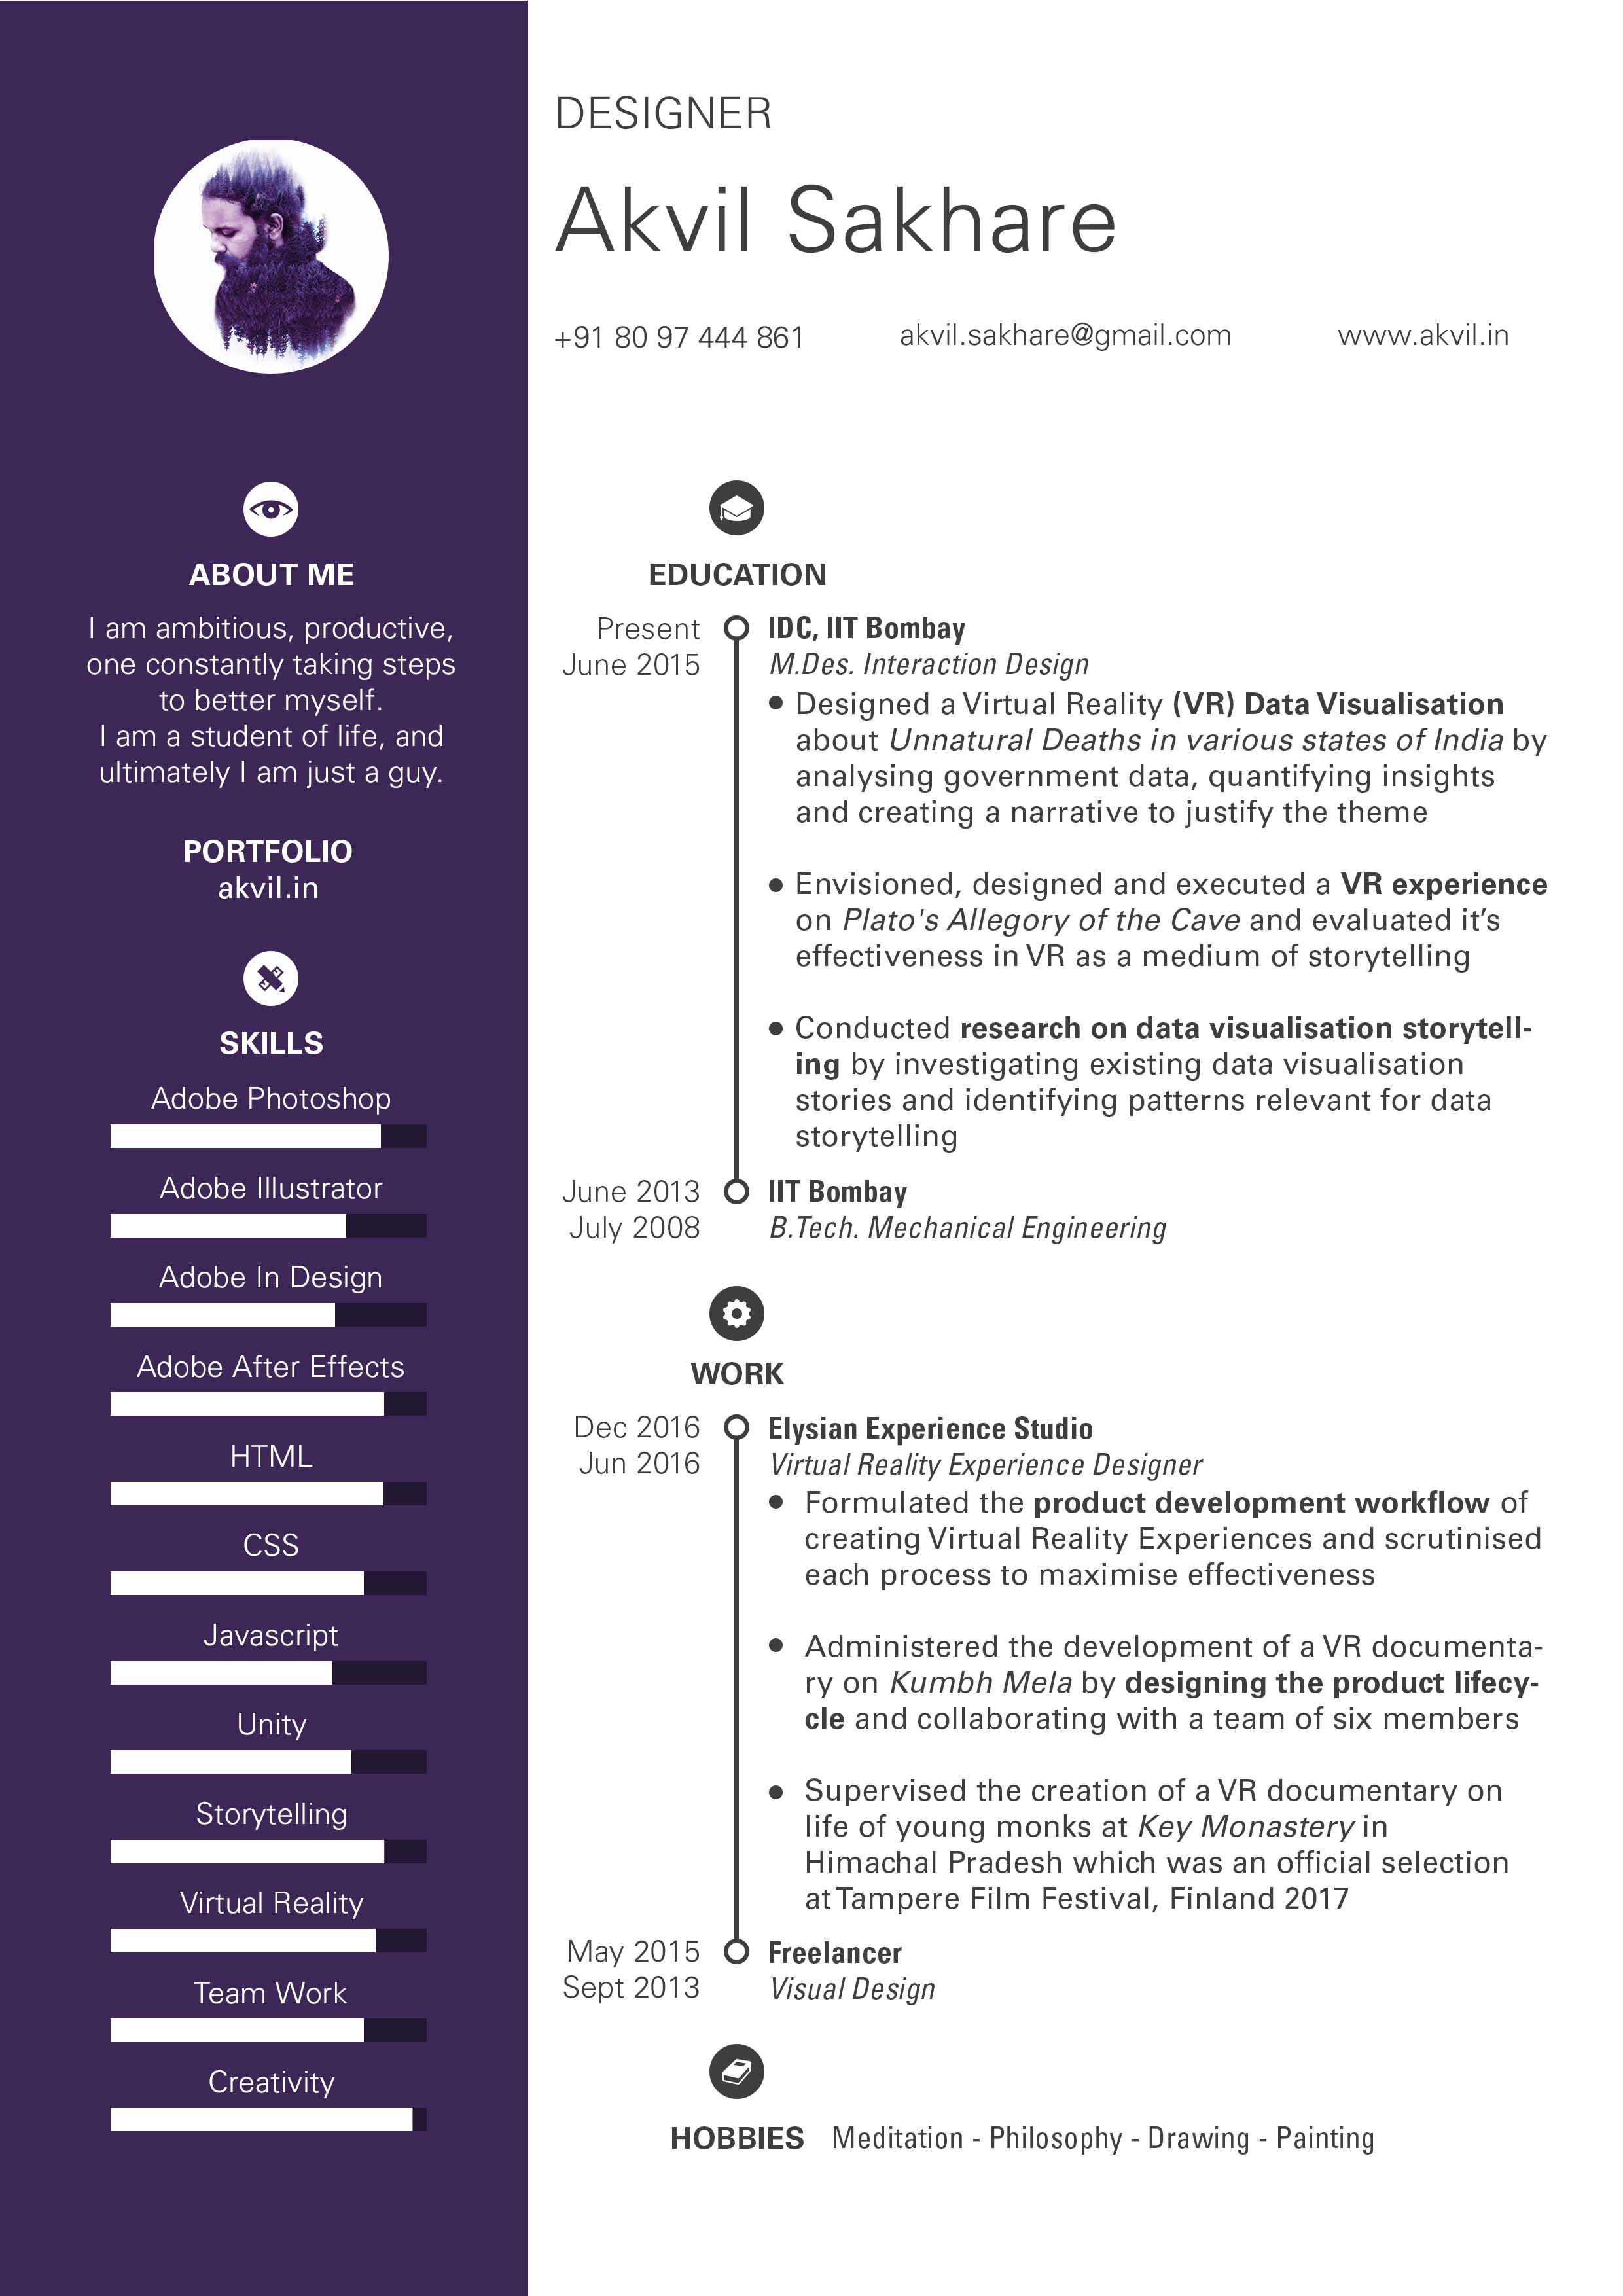 DESIGNER
Akvil Sakhare
+91 80 97 444 861
akvil.sakhare@gmail.com
www.akvil.in
ABOUT ME
I am ambitious, productive,
one constantly taking steps
to better myself.
I am a student of life, and
ultimately I am just a guy.
PORTFOLIO
akvil.in
SKILLS
Adobe Photoshop
Adobe Illustrator
Adobe In Design
Adobe After Effects
HTML
CSS
Javascript
Unity
Storytelling
Virtual Reality
Team Work
Creativity
EDUCATION
Present
June 2015
IDC, IIT Bombay
M.Des. Interaction Design
● Designed a Virtual Reality (VR) Data Visualisation
about Unnatural Deaths in various states of India by
analysing government data, quantifying insights
and creating a narrative to justify the theme
● Envisioned, designed and executed a VR experience
on Plato's Allegory of the Cave and evaluated it’s
effectiveness in VR as a medium of storytelling
● Conducted research on data visualisation storytell-
ing by investigating existing data visualisation
stories and identifying patterns relevant for data
storytelling
June 2013
July 2008
IIT Bombay
B.Tech. Mechanical Engineering
WORK
Dec 2016
Jun 2016
Elysian Experience Studio
Virtual Reality Experience Designer
● Formulated the product development workflow of
creating Virtual Reality Experiences and scrutinised
each process to maximise effectiveness
● Administered the development of a VR documenta-
ry on Kumbh Mela by designing the product lifecy-
cle and collaborating with a team of six members
● Supervised the creation of a VR documentary on
life of young monks at Key Monastery in
Himachal Pradesh which was an official selection
at Tampere Film Festival, Finland 2017
May 2015
Sept 2013
Freelancer
Visual Design
HOBBIES Meditation - Philosophy - Drawing - Painting